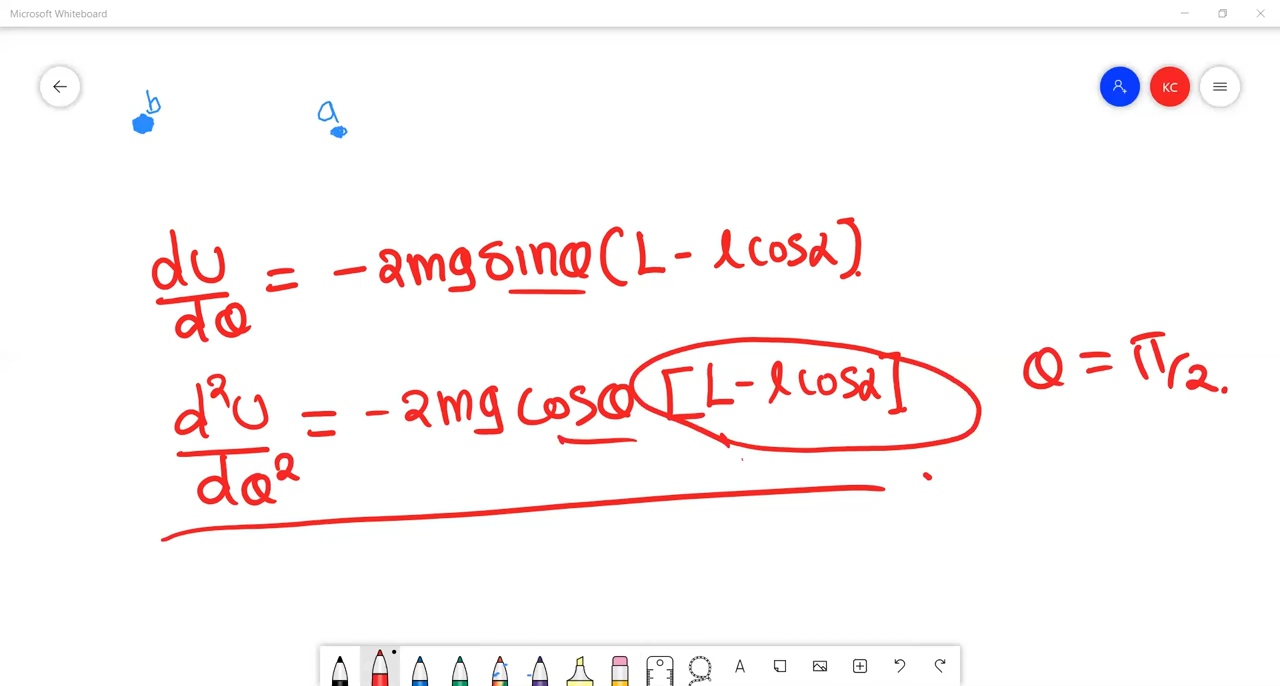 Microsoft Whiteboard
KC
b a
dU/dθ = -2mg sinθ (L - l cosα).
d²U/dθ² = -2mg cosθ [L - l cosα]
θ = π/2.
A